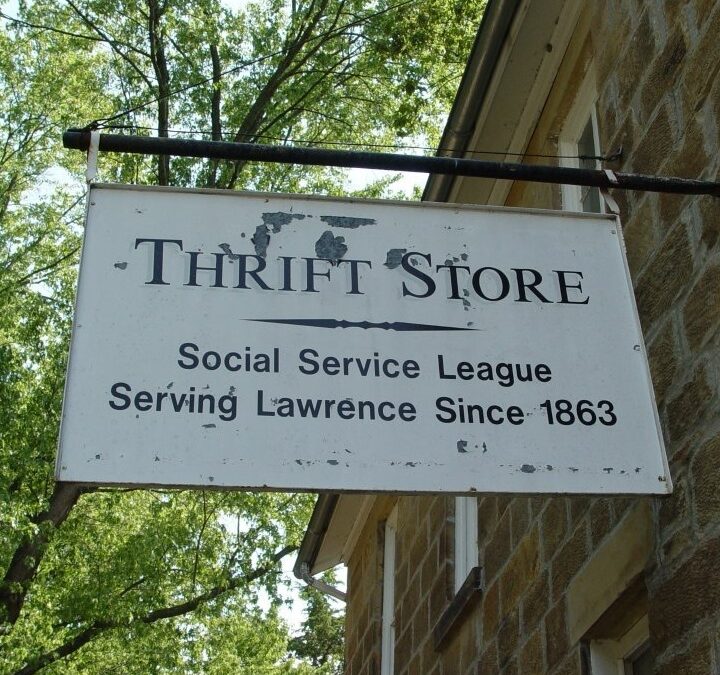 THRIFT STORE
Social Service League
Serving Lawrence Since 1863